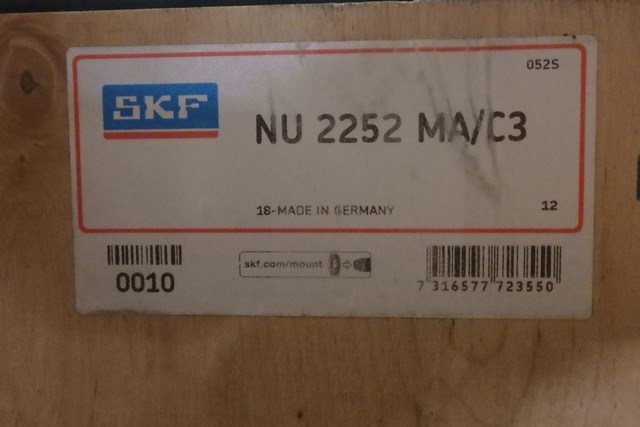 052S
SKF
NU 2252 MA/C3
18-MADE IN GERMANY
12
0010
skf.com/mount
7 316577 723550